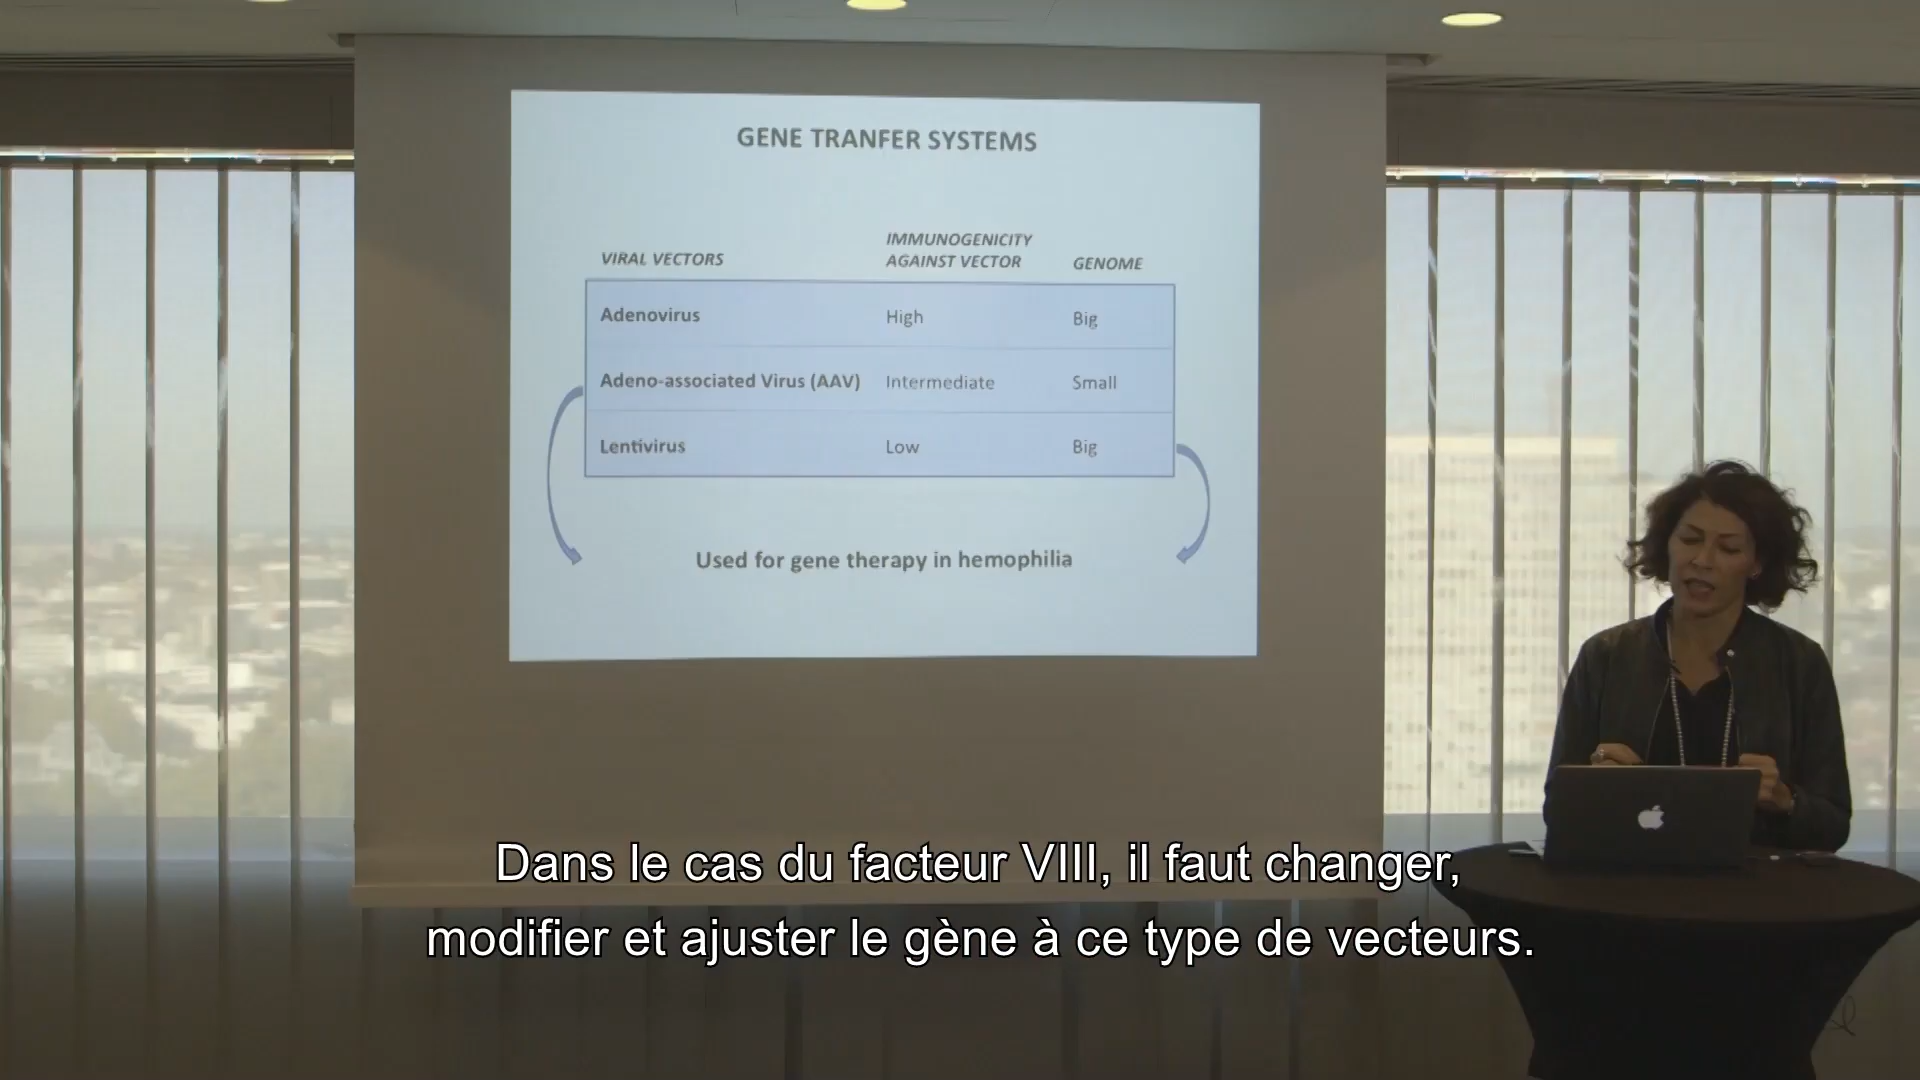 GENE TRANFER SYSTEMS
VIRAL VECTORS
IMMUNOGENICITY
AGAINST VECTOR
GENOME
Adenovirus High Big
Adeno-associated Virus (AAV) Intermediate Small
Lentivirus Low Big
Used for gene therapy in hemophilia
Dans le cas du facteur VIII, il faut changer,
modifier et ajuster le gène à ce type de vecteurs.